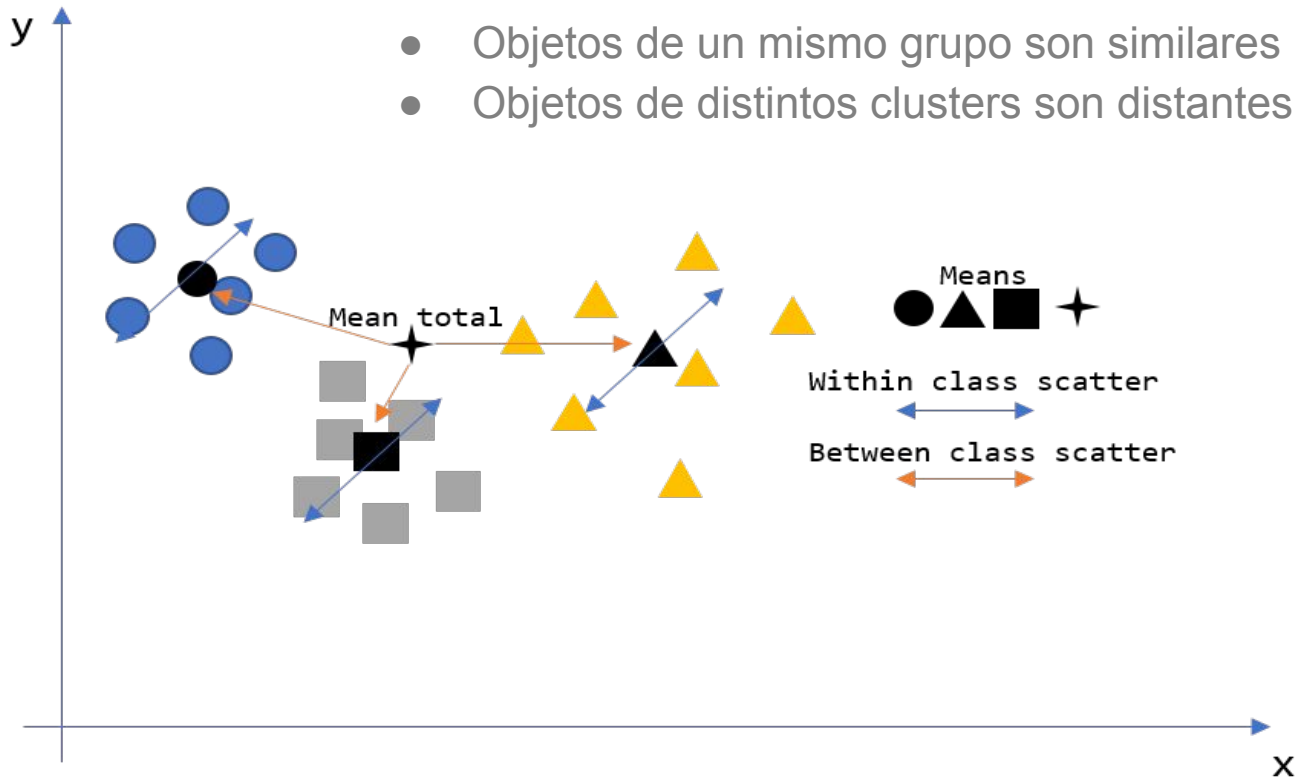 y
● Objetos de un mismo grupo son similares
● Objetos de distintos clusters son distantes
Mean total
Means
Within class scatter
Between class scatter
x